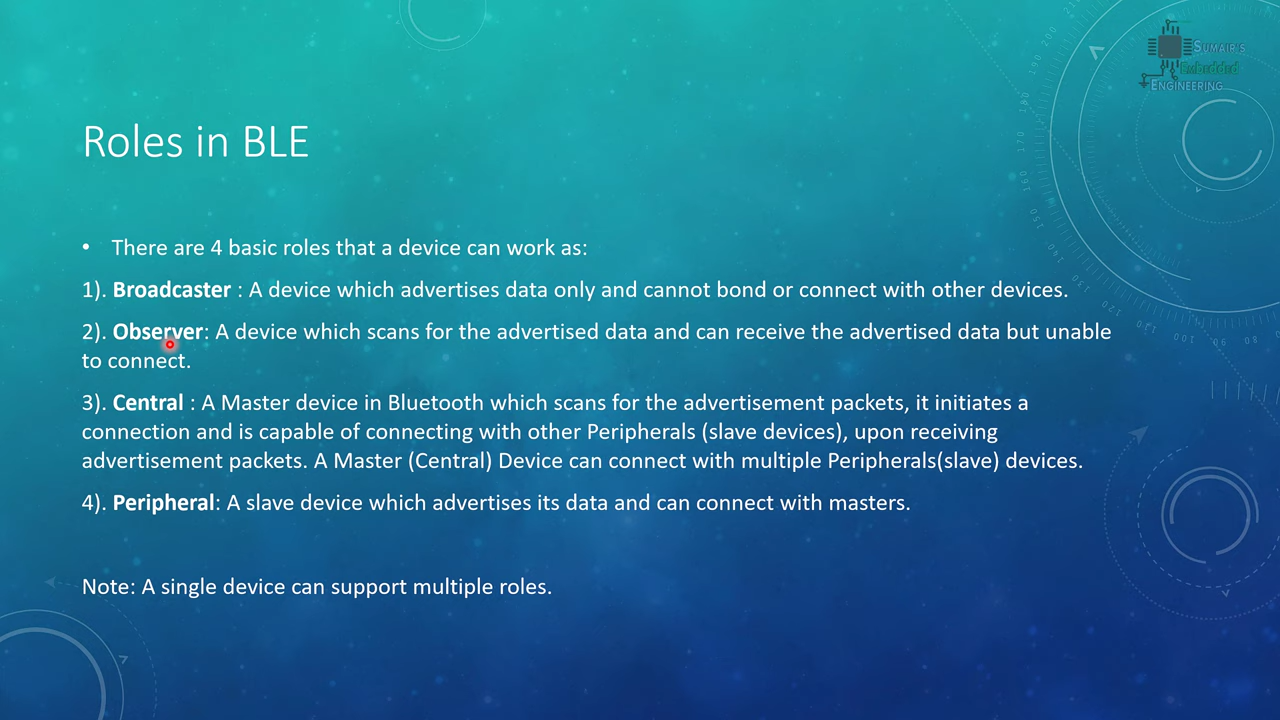 Sumair's
Embedded
Engineering
Roles in BLE
• There are 4 basic roles that a device can work as:
1). Broadcaster : A device which advertises data only and cannot bond or connect with other devices.
2). Observer: A device which scans for the advertised data and can receive the advertised data but unable
to connect.
3). Central : A Master device in Bluetooth which scans for the advertisement packets, it initiates a
connection and is capable of connecting with other Peripherals (slave devices), upon receiving
advertisement packets. A Master (Central) Device can connect with multiple Peripherals(slave) devices.
4). Peripheral: A slave device which advertises its data and can connect with masters.
Note: A single device can support multiple roles.